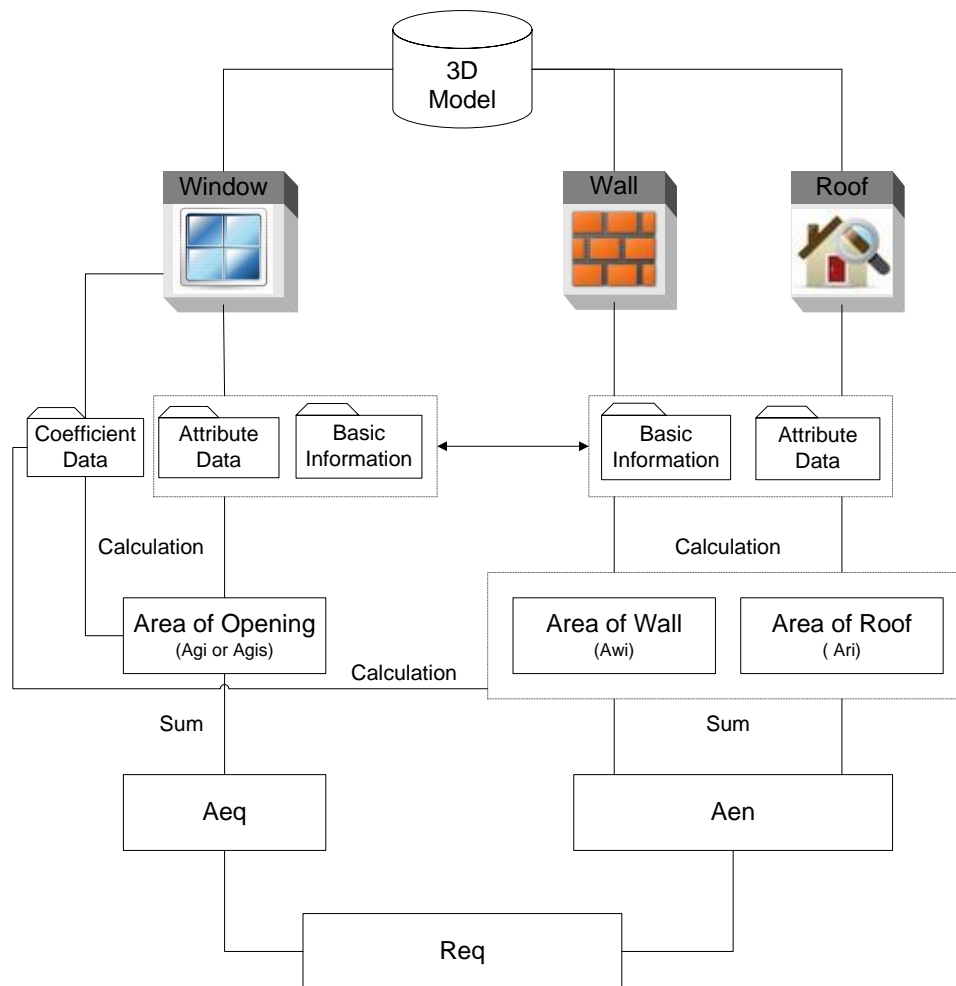 3D
Model
Window
Wall
Roof
Coefficient
Data
Attribute
Data
Basic
Information
Basic
Information
Attribute
Data
Calculation
Calculation
Area of Opening
(Agi or Agis)
Area of Wall
(Awi)
Area of Roof
( Ari)
Calculation
Sum
Sum
Aeq
Aen
Req